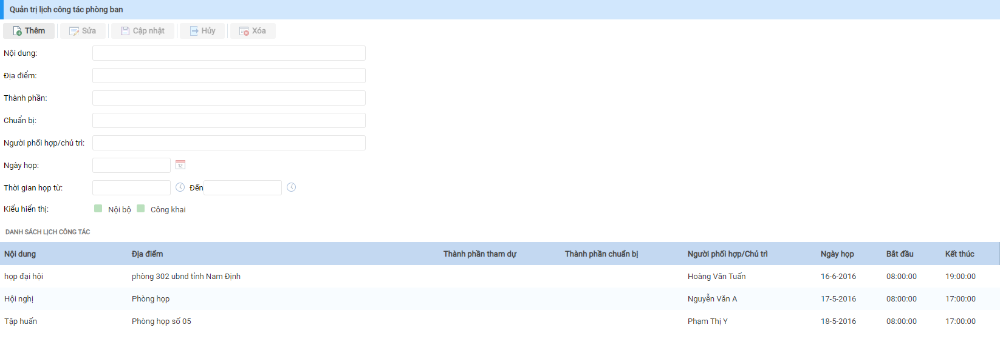 Quản trị lịch công tác phòng ban
Thêm Sửa Cập nhật Hủy Xóa
Nội dung:
Địa điểm:
Thành phần:
Chuẩn bị:
Người phối hợp/chủ trì:
Ngày họp: 12
Thời gian họp từ: Đến
Kiểu hiển thị: Nội bộ Công khai
DANH SÁCH LỊCH CÔNG TÁC
Nội dung Địa điểm Thành phần tham dự Thành phần chuẩn bị Người phối hợp/Chủ trì Ngày họp Bắt đầu Kết thúc
họp đại hội phòng 302 ubnd tỉnh Nam Định Hoàng Văn Tuấn 16-6-2016 08:00:00 19:00:00
Hội nghị Phòng họp Nguyễn Văn A 17-5-2016 08:00:00 17:00:00
Tập huấn Phòng họp số 05 Phạm Thị Y 18-5-2016 08:00:00 17:00:00